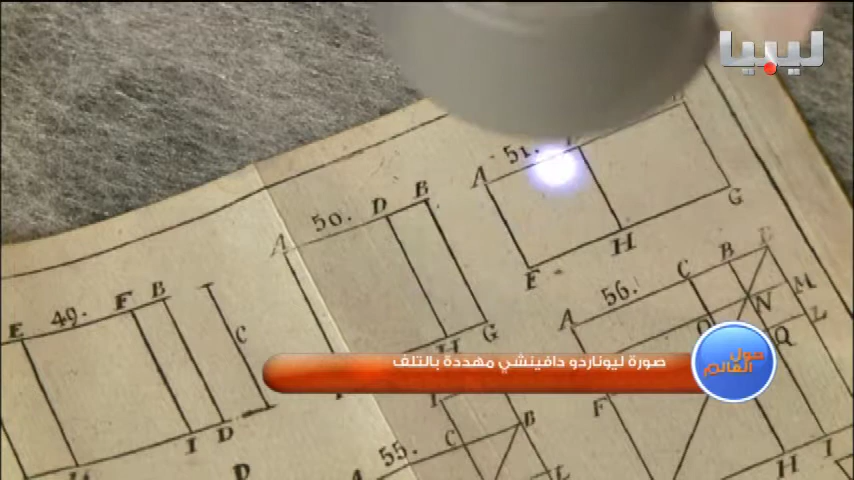 ليبيا
51.
A
G
H
F
50.
D
B
A
G
H
49.
E
F
B
C
I
D
D
56.
C
B
E
A
M
N
L
Q
O
F
H
I
55.
C
B
صورة ليوناردو دافينشي مهددة بالتلف
حول
العالم